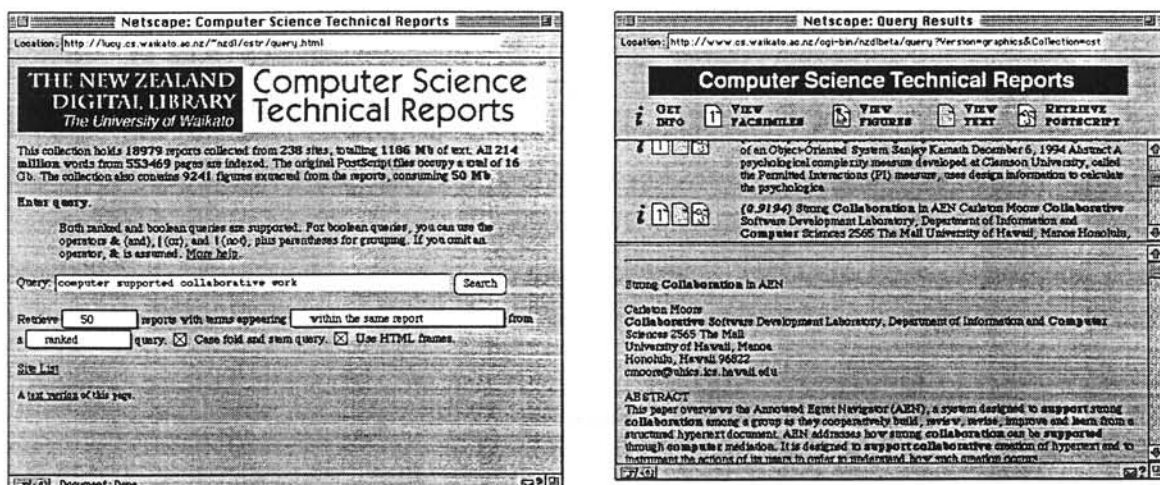 Netscape: Computer Science Technical Reports
Location: http://lucy.cs.waikato.ac.nz/~nzdl/cstr/query.html
THE NEW ZEALAND
DIGITAL LIBRARY
The University of Waikato
Computer Science
Technical Reports
This collection holds 18979 reports collected from 238 sites, totalling 1186 Mb of text. All 214
million words from 553469 pages are indexed. The original PostScript files occupy a total of 16
Gb. The collection also contains 9241 figures extracted from the reports, consuming 50 Mb
Enter query.
Both ranked and boolean queries are supported. For boolean queries, you can use the
operators & (and), | (or), and ! (not), plus parentheses for grouping. If you omit an
operator, & is assumed. More help.
Query: computer supported collaborative work Search
Retrieve 50 reports with terms appearing within the same report from
a ranked query. Case fold and stem query. Use HTML frames.
Site List
A text version of this page.
Document: Done
Netscape: Query Results
Location: http://www.cs.waikato.ac.nz/cgi-bin/nzdlbeta/query?Version=graphics&Collection=cst
Computer Science Technical Reports
i GET INFO VIEW FACSIMILES VIEW FIGURES VIEW TEXT RETRIEVE POSTSCRIPT
of an Object-Oriented System Sanjay Kamath December 6, 1994 Abstract A
psychological complexity measure developed at Clemson University, called
the Permitted Interactions (PI) measure, uses design information to calculate
the psychologica
i (0.9194) Strong Collaboration in AEN Carleton Moore Collaborative
Software Development Laboratory, Department of Information and
Computer Sciences 2565 The Mall University of Hawaii, Manoa Honolulu,
Strong Collaboration in AEN
Carleton Moore
Collaborative Software Development Laboratory, Department of Information and Computer
Sciences 2565 The Mall
University of Hawaii, Manoa
Honolulu, Hawaii 96822
cmoore@uhics.ics.hawaii.edu
ABSTRACT
This paper overviews the Annotated Egret Navigator (AEN), a system designed to support strong
collaboration among a group as they cooperatively build, review, revise, improve and learn from a
structured hypertext document. AEN addresses how strong collaboration can be supported
through computer mediation. It is designed to support collaborative creation of hypertext and to
instrument the actions of its users in order to understand how such creation occurs